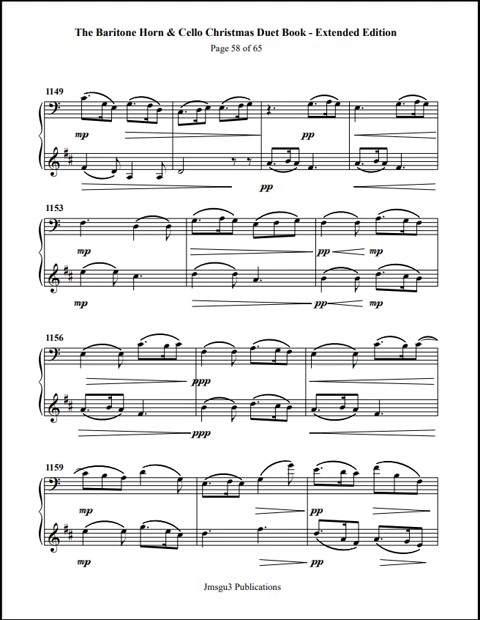 The Baritone Horn & Cello Christmas Duet Book - Extended Edition
Page 58 of 65
1149
mp
pp
mp
pp
1153
mp
pp
mp
mp
pp
mp
1156
ppp
ppp
1159
mp
pp
mp
pp
Jmsgu3 Publications